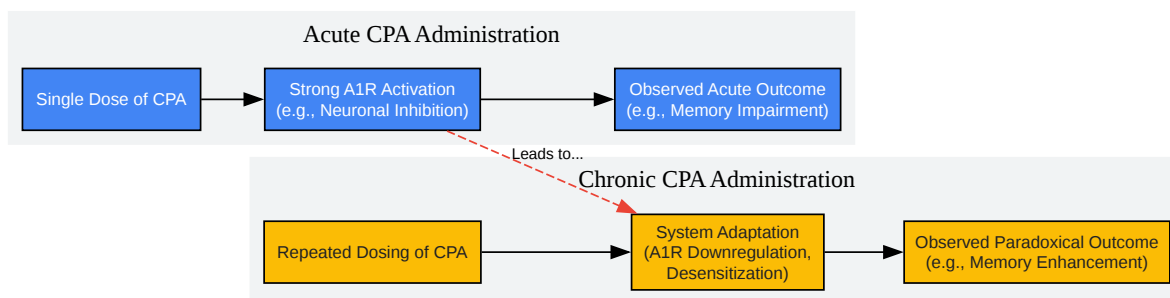 Acute CPA Administration
Single Dose of CPA
Strong A1R Activation
(e.g., Neuronal Inhibition)
Observed Acute Outcome
(e.g., Memory Impairment)
Leads to...
Chronic CPA Administration
Repeated Dosing of CPA
System Adaptation
(A1R Downregulation,
Desensitization)
Observed Paradoxical Outcome
(e.g., Memory Enhancement)